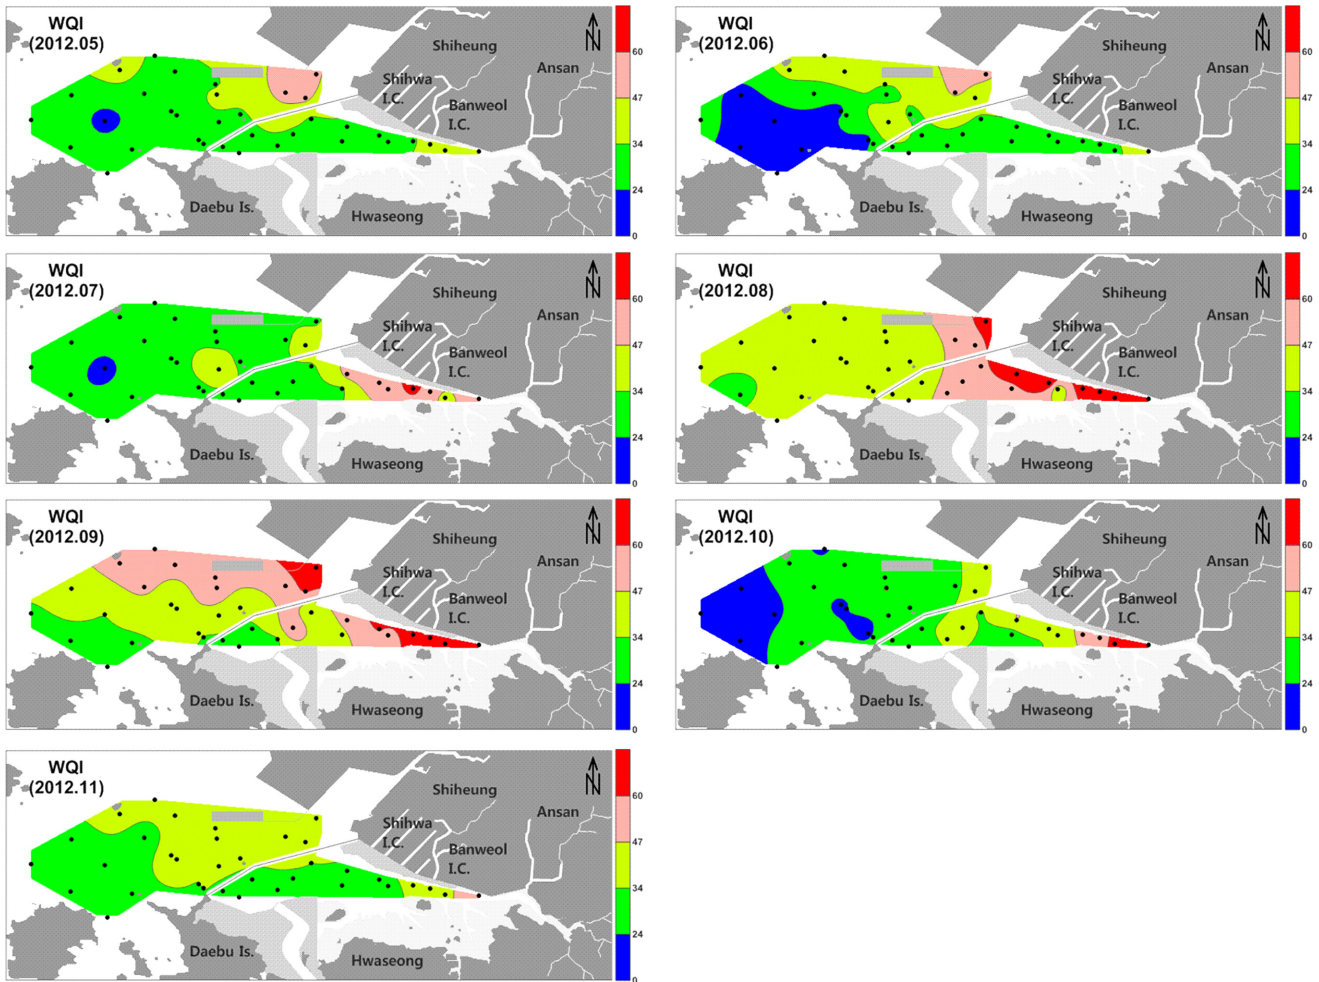 WQI
(2012.05)
N
Shiheung
Ansan
Shihwa
I.C.
Banweol
I.C.
Daebu Is.
Hwaseong
60
47
34
24
0
WQI
(2012.06)
N
Shiheung
Ansan
Shihwa
I.C.
Banweol
I.C.
Daebu Is.
Hwaseong
60
47
34
24
0
WQI
(2012.07)
N
Shiheung
Ansan
Shihwa
I.C.
Banweol
I.C.
Daebu Is.
Hwaseong
60
47
34
24
0
WQI
(2012.08)
N
Shiheung
Ansan
Shihwa
I.C.
Banweol
I.C.
Daebu Is.
Hwaseong
60
47
34
24
0
WQI
(2012.09)
N
Shiheung
Ansan
Shihwa
I.C.
Banweol
I.C.
Daebu Is.
Hwaseong
60
47
34
24
0
WQI
(2012.10)
N
Shiheung
Ansan
Shihwa
I.C.
Banweol
I.C.
Daebu Is.
Hwaseong
60
47
34
24
0
WQI
(2012.11)
N
Shiheung
Ansan
Shihwa
I.C.
Banweol
I.C.
Daebu Is.
Hwaseong
60
47
34
24
0